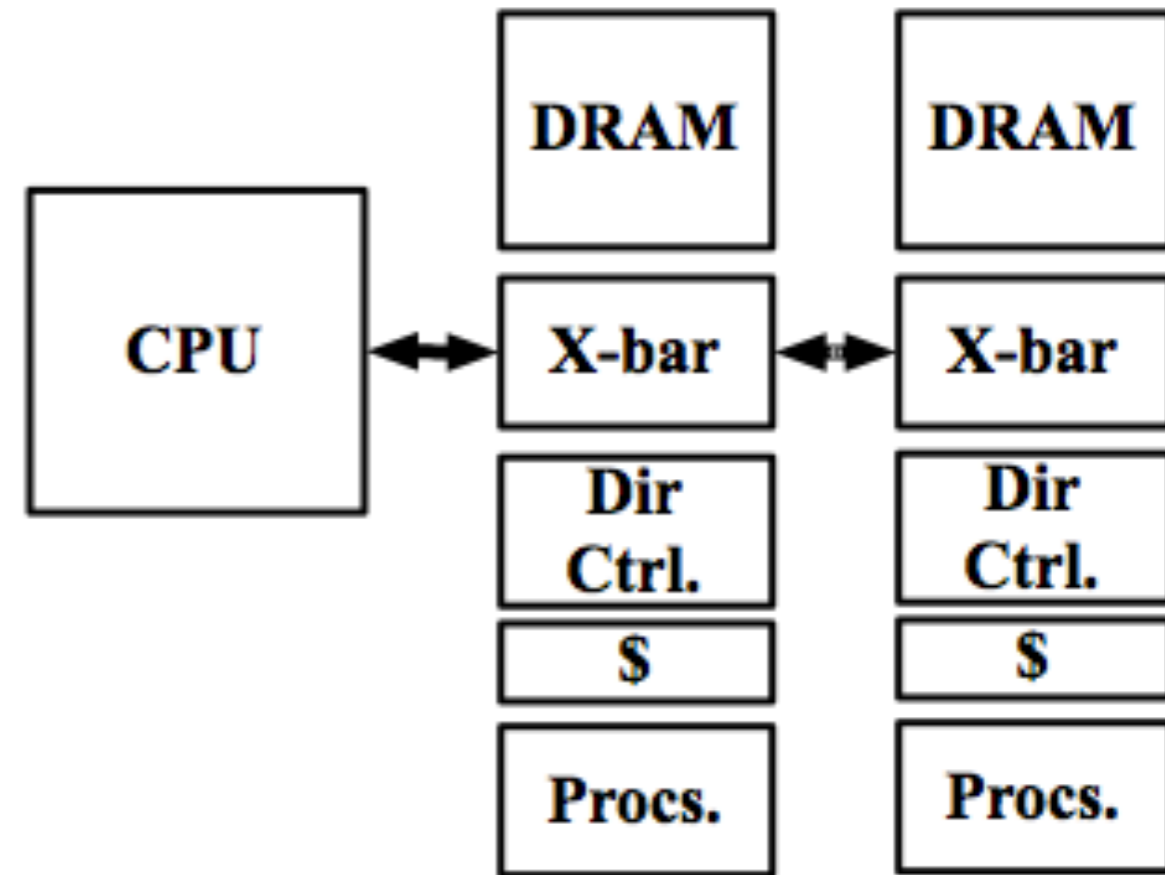 DRAM
DRAM
CPU
X-bar
X-bar
Dir
Ctrl.
Dir
Ctrl.
$
$
Procs.
Procs.